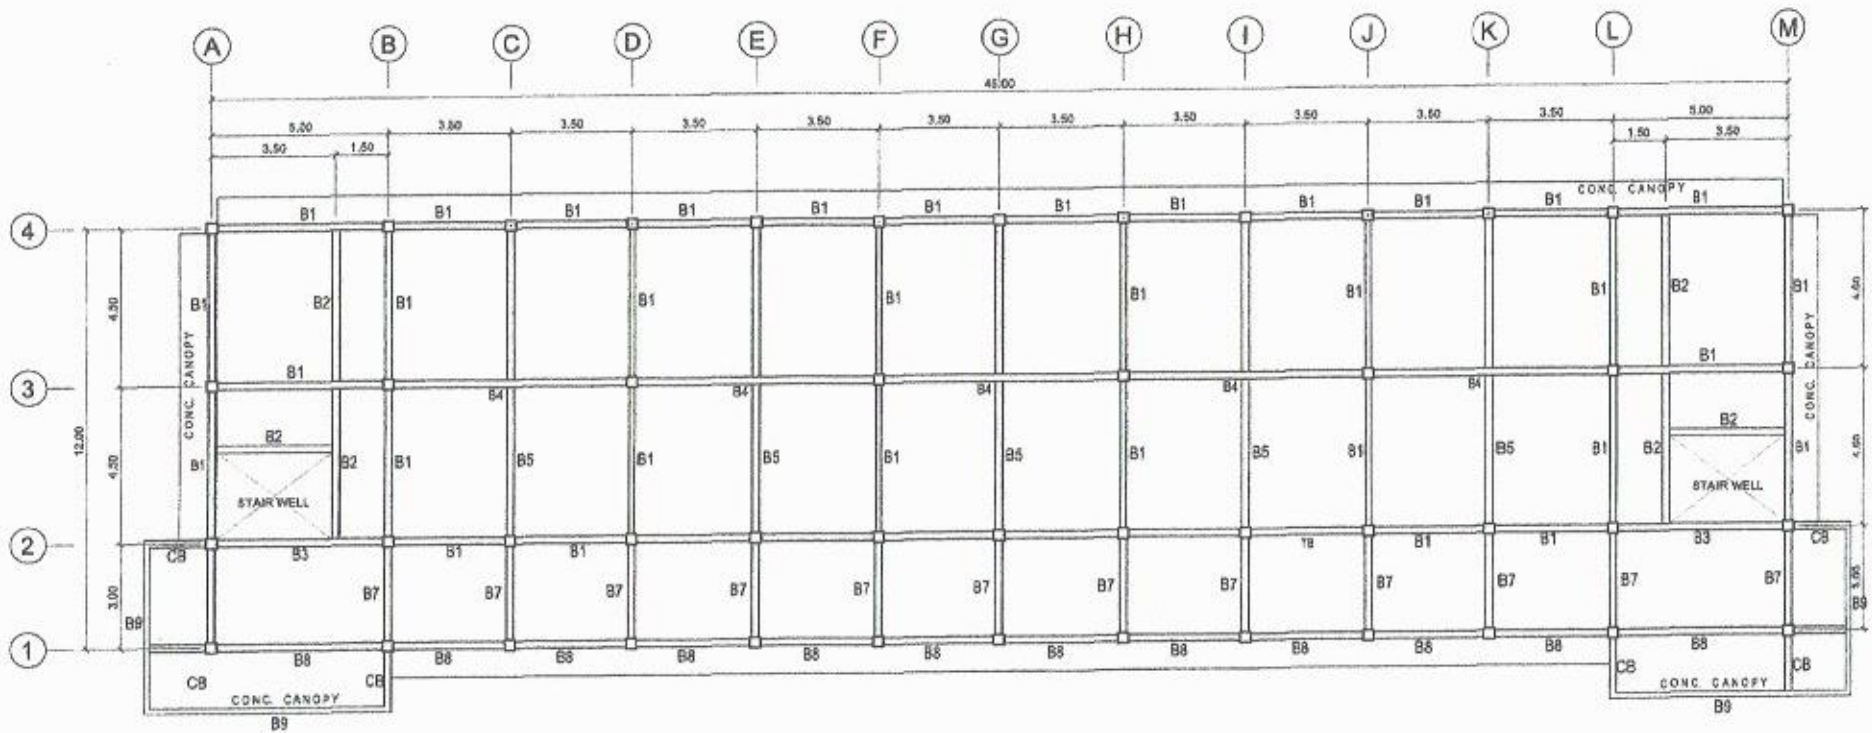 A B C D E F G H I J K L M
45.00
5.00 3.50 3.50 3.50 3.50 3.50 3.50 3.50 3.50 3.50 3.50 5.00
3.50 1.50 1.50 3.50
CONC. CANOPY
B1 B1 B1 B1 B1 B1 B1 B1 B1 B1 B1 B1
4
4.50 B1 B2 B1 B1 B1 B1 B1 B1 B2 B1
CONC. CANOPY
CONC. CANOPY
B1 B1
3
B4 B4 B4 B4 B4
12.00
B2 B2
4.50 B1 B2 B1 B5 B1 B5 B1 B5 B1 B5 B1 B5 B1 B2 B1
STAIR WELL STAIR WELL
2
CB B3 B1 B1 TB B1 B1 B3 CB
3.00 B7 B7 B7 B7 B7 B7 B7 B7 B7 B7 B7 B7
B9 B9
1
B8 B8 B8 B8 B8 B8 B8 B8 B8 B8 B8 B8
CB CB CB CB
CONC. CANOPY CONC. CANOPY
B9 B9